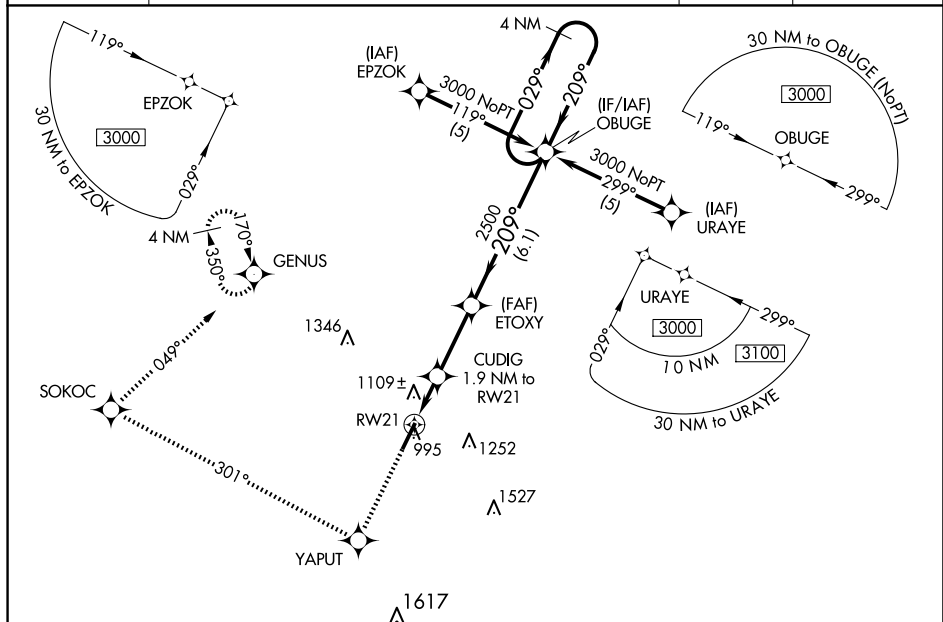 119°
EPZOK
3000
029°
30 NM to EPZOK
4 NM
170°
350°
GENUS
049°
SOKOC
301°
YAPUT
(IAF)
EPZOK
3000 NoPT
119°
(5)
4 NM
029°
209°
(IF/IAF)
OBUGE
3000 NoPT
299°
(5)
(IAF)
URAYE
2500
209°
(6.1)
(FAF)
ETOXY
CUDIG
1.9 NM to
RW21
1346
1109 ±
RW21
995
1252
1527
1617
30 NM to OBUGE (NoPT)
3000
119°
OBUGE
299°
URAYE
3000
299°
3100
029°
10 NM
30 NM to URAYE